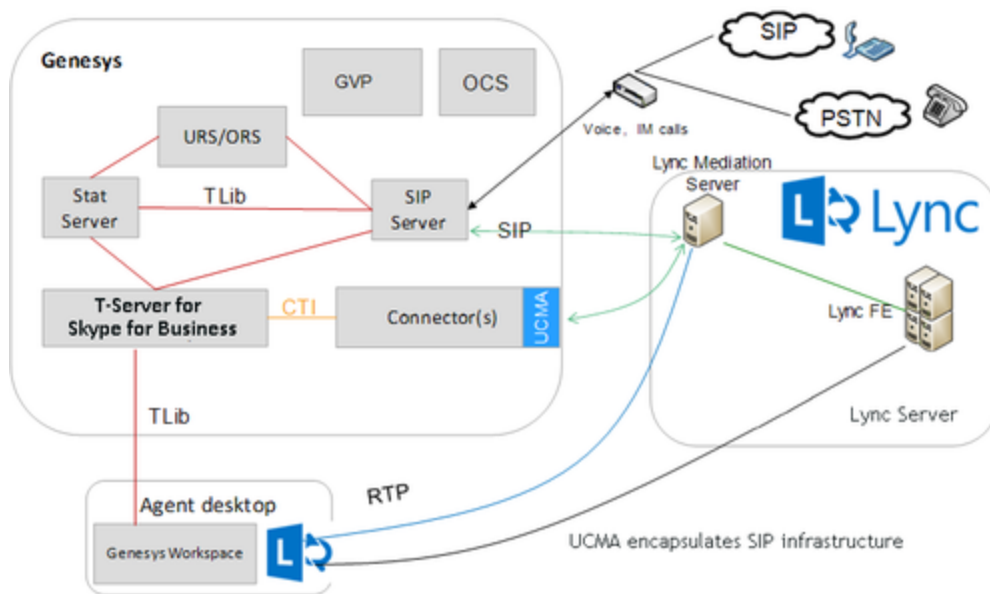 Genesys
GVP
OCS
SIP
PSTN
Voice, IM calls
URS/ORS
Stat
Server
TLib
SIP
Server
SIP
Lync Mediation
Server
L
Lync
T-Server for
Skype for Business
CTI
Connector(s)
UCMA
Lync FE
Lync Server
TLib
Agent desktop
Genesys Workspace
L
RTP
UCMA encapsulates SIP infrastructure